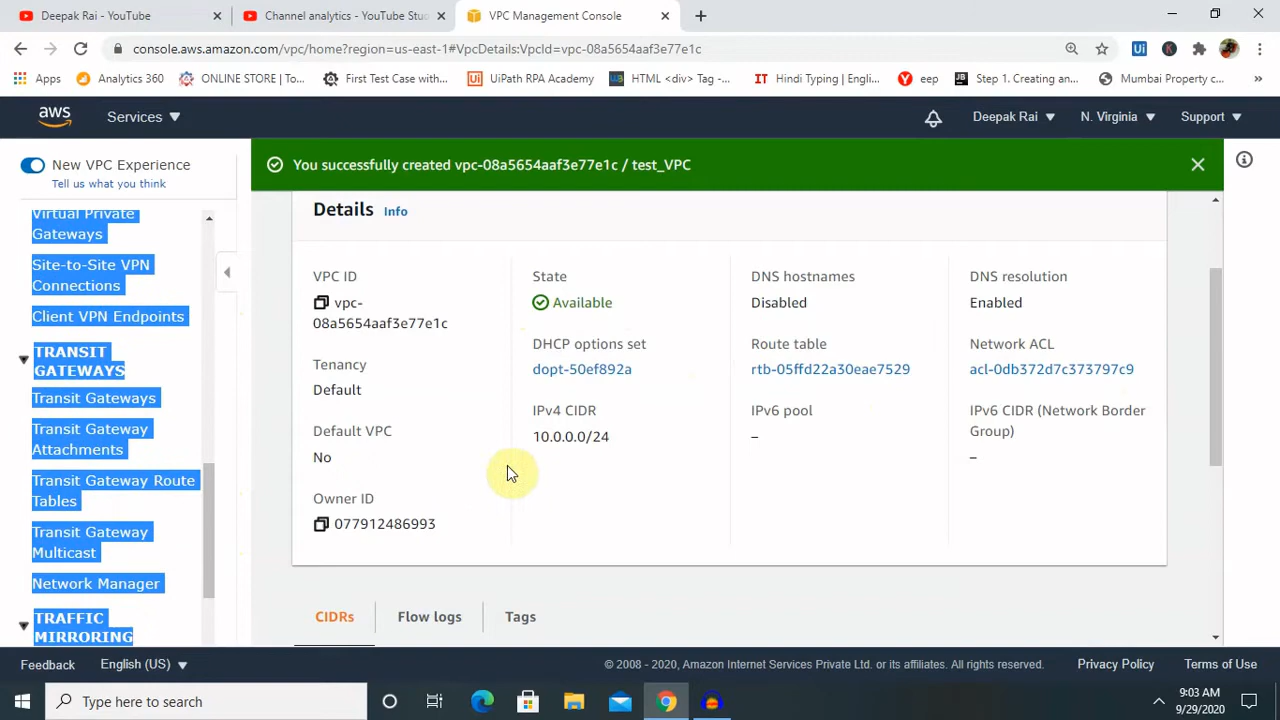 Deepak Rai - YouTube
Channel analytics - YouTube Stu
VPC Management Console
console.aws.amazon.com/vpc/home?region=us-east-1#VpcDetails:VpcId=vpc-08a5654aaf3e77e1c
Apps
Analytics 360
ONLINE STORE | To...
First Test Case with...
UiPath RPA Academy
HTML <div> Tag -...
IT Hindi Typing | Engli...
eep
Step 1. Creating an...
Mumbai Property c...
»
aws
Services
Deepak Rai
N. Virginia
Support
New VPC Experience
Tell us what you think
You successfully created vpc-08a5654aaf3e77e1c / test_VPC
Virtual Private
Gateways
Site-to-Site VPN
Connections
Client VPN Endpoints
TRANSIT
GATEWAYS
Transit Gateways
Transit Gateway
Attachments
Transit Gateway Route
Tables
Transit Gateway
Multicast
Network Manager
TRAFFIC
MIRRORING
Details Info
VPC ID
vpc-
08a5654aaf3e77e1c
State
Available
DNS hostnames
Disabled
DNS resolution
Enabled
Tenancy
Default
DHCP options set
dopt-50ef892a
Route table
rtb-05ffd22a30eae7529
Network ACL
acl-0db372d7c373797c9
Default VPC
No
IPv4 CIDR
10.0.0.0/24
IPv6 pool
–
IPv6 CIDR (Network Border
Group)
–
Owner ID
077912486993
CIDRs
Flow logs
Tags
Feedback
English (US)
© 2008 - 2020, Amazon Internet Services Private Ltd. or its affiliates. All rights reserved.
Privacy Policy
Terms of Use
Type here to search
9:03 AM
9/29/2020